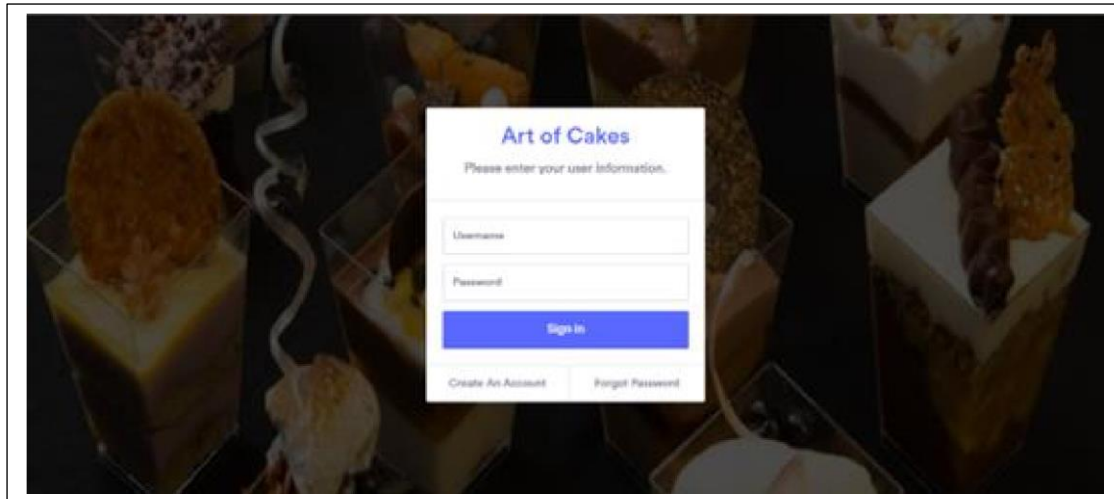 Art of Cakes
Please enter your user information.
Username
Password
Sign in
Create An Account
Forgot Password